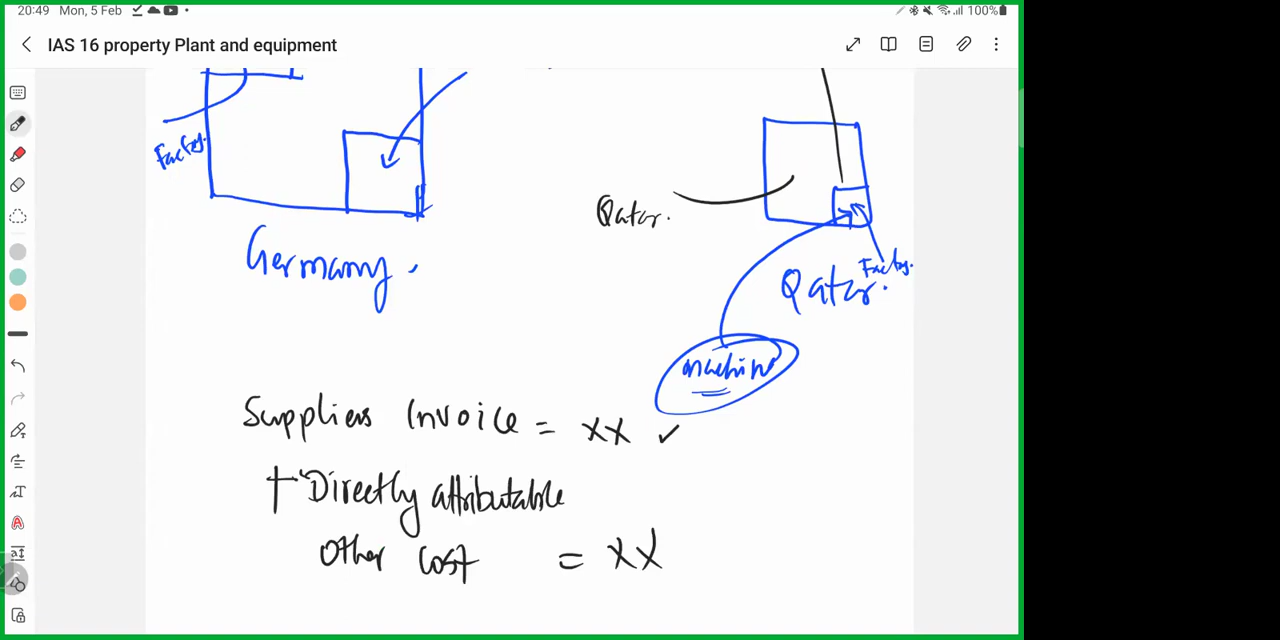 20:49 Mon, 5 Feb
100%
IAS 16 property Plant and equipment
Factory.
Qatar.
Germany.
Factory.
Qatar.
machine
Suppliers Invoice = XX ✓
+ Directly attributable
Other cost = XX